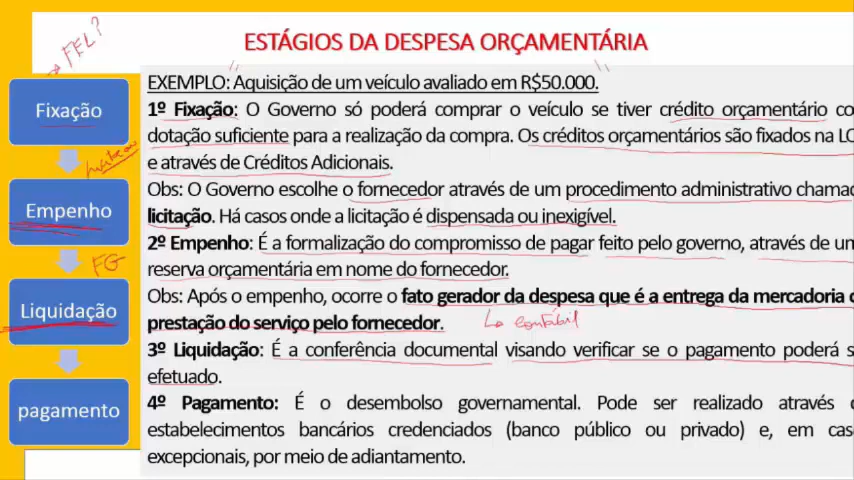 ESTÁGIOS DA DESPESA ORÇAMENTÁRIA
FFL?
Fixação
Empenho
FG
Liquidação
pagamento
EXEMPLO: Aquisição de um veículo avaliado em R$50.000.
1º Fixação: O Governo só poderá comprar o veículo se tiver crédito orçamentário co
dotação suficiente para a realização da compra. Os créditos orçamentários são fixados na LO
e através de Créditos Adicionais.
Obs: O Governo escolhe o fornecedor através de um procedimento administrativo chamad
licitação. Há casos onde a licitação é dispensada ou inexigível.
2º Empenho: É a formalização do compromisso de pagar feito pelo governo, através de um
reserva orçamentária em nome do fornecedor.
Obs: Após o empenho, ocorre o fato gerador da despesa que é a entrega da mercadoria o
prestação do serviço pelo fornecedor.
contábil
3º Liquidação: É a conferência documental visando verificar se o pagamento poderá s
efetuado.
4º Pagamento: É o desembolso governamental. Pode ser realizado através d
estabelecimentos bancários credenciados (banco público ou privado) e, em cas
excepcionais, por meio de adiantamento.